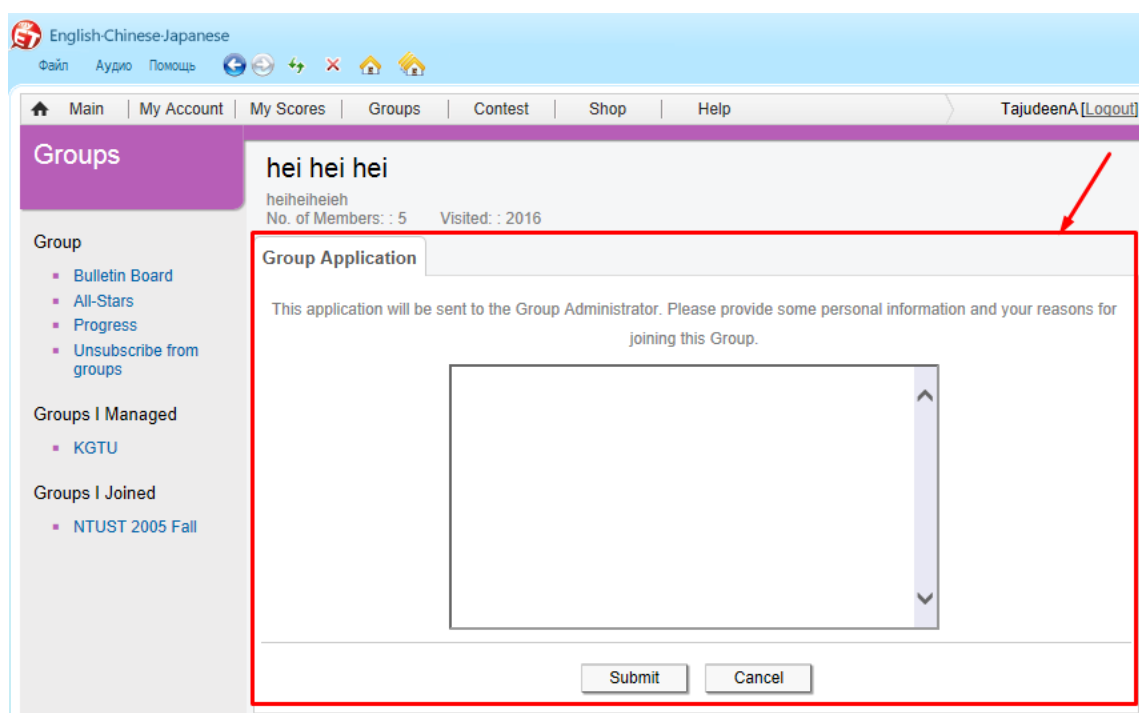 English-Chinese-Japanese
Файл Аудио Помощь
Main | My Account | My Scores | Groups | Contest | Shop | Help
TajudeenA [Logout]
Groups
hei hei hei
heiheiheieh
No. of Members: : 5 Visited: : 2016
Group
Bulletin Board
All-Stars
Progress
Unsubscribe from
groups
Groups I Managed
KGTU
Groups I Joined
NTUST 2005 Fall
Group Application
This application will be sent to the Group Administrator. Please provide some personal information and your reasons for
joining this Group.
Submit Cancel